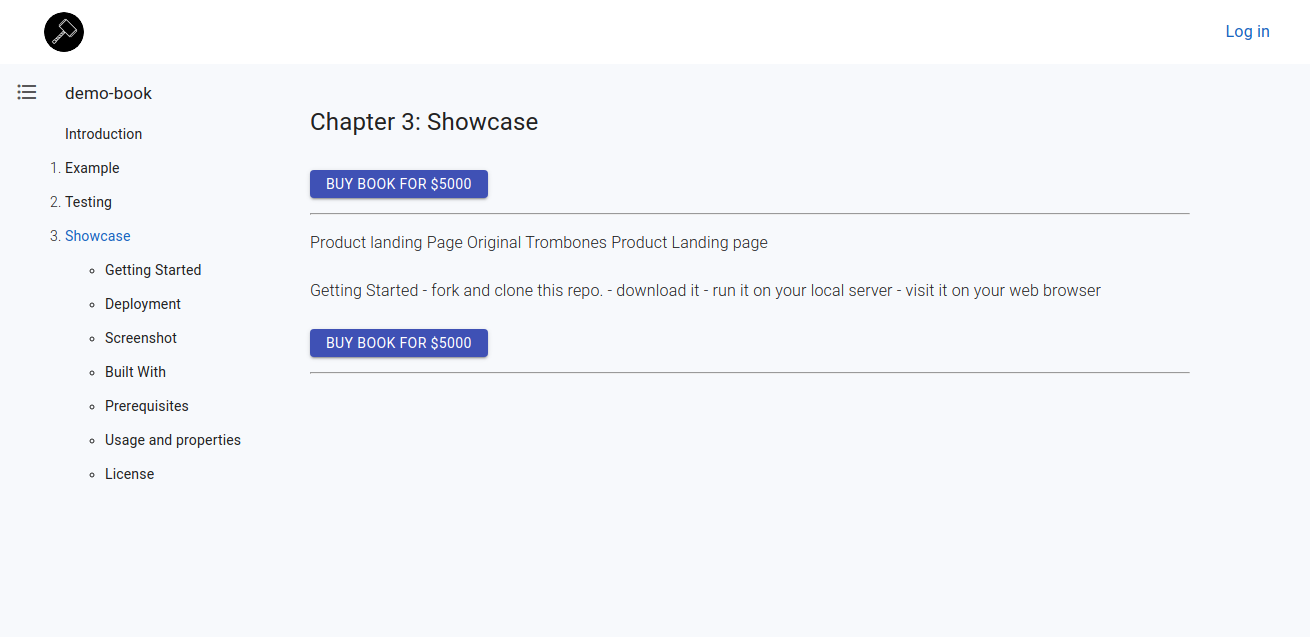 Log in
demo-book
Introduction
1. Example
2. Testing
3. Showcase
Getting Started
Deployment
Screenshot
Built With
Prerequisites
Usage and properties
License
Chapter 3: Showcase
BUY BOOK FOR $5000
Product landing Page Original Trombones Product Landing page
Getting Started - fork and clone this repo. - download it - run it on your local server - visit it on your web browser
BUY BOOK FOR $5000